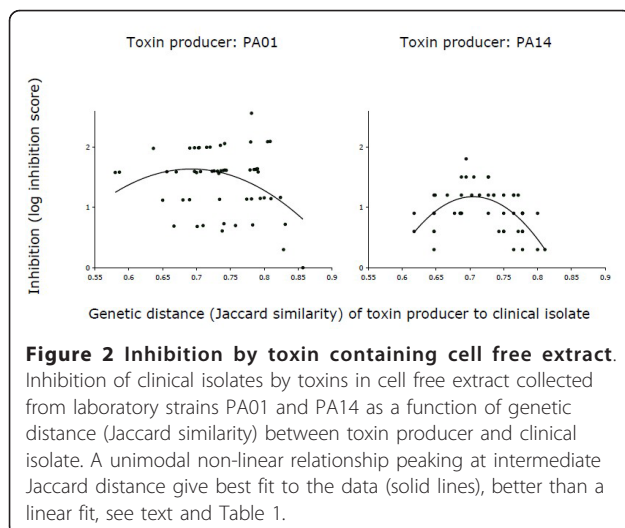 Toxin producer: PA01
Toxin producer: PA14
Inhibition (log inhibition score)
2
1
0
0.55 0.6 0.65 0.7 0.75 0.8 0.85 0.9
2
1
0
0.55 0.6 0.65 0.7 0.75 0.8 0.85 0.9
Genetic distance (Jaccard similarity) of toxin producer to clinical isolate
Figure 2 Inhibition by toxin containing cell free extract.
Inhibition of clinical isolates by toxins in cell free extract collected
from laboratory strains PA01 and PA14 as a function of genetic
distance (Jaccard similarity) between toxin producer and clinical
isolate. A unimodal non-linear relationship peaking at intermediate
Jaccard distance give best fit to the data (solid lines), better than a
linear fit, see text and Table 1.